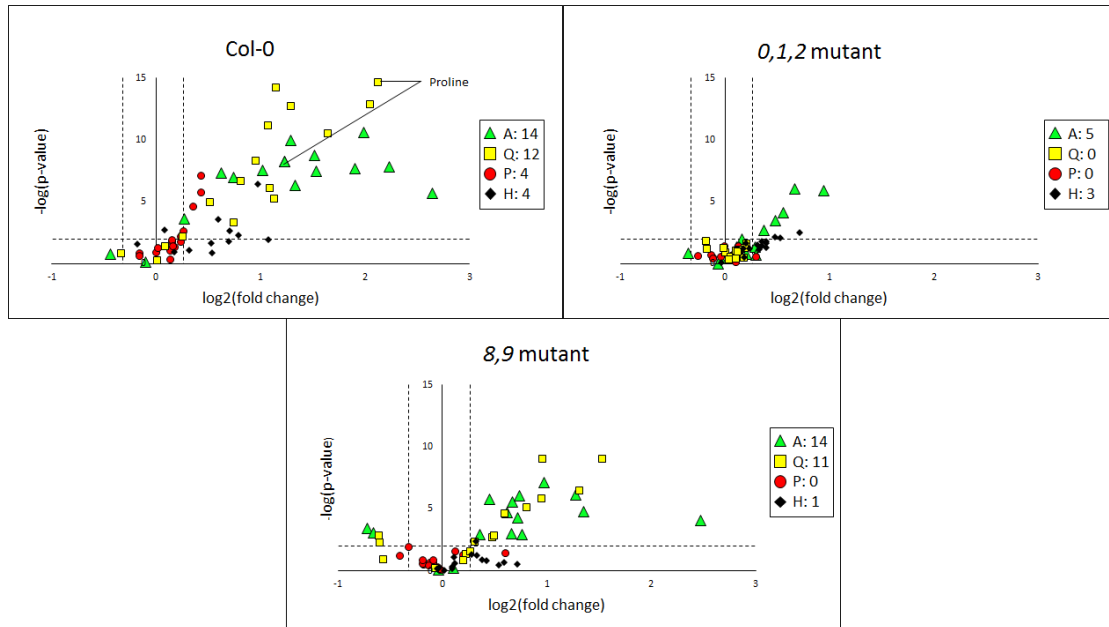 Col-0
-log(p-value)
15
10
5
-1
0
1
2
3
log2(fold change)
Proline
A: 14
Q: 12
P: 4
H: 4
0,1,2 mutant
-log(p-value)
15
10
5
-1
0
1
2
3
log2(fold change)
A: 5
Q: 0
P: 0
H: 3
8,9 mutant
-log(p-value)
15
10
5
0
-1
0
1
2
3
log2(fold change)
A: 14
Q: 11
P: 0
H: 1